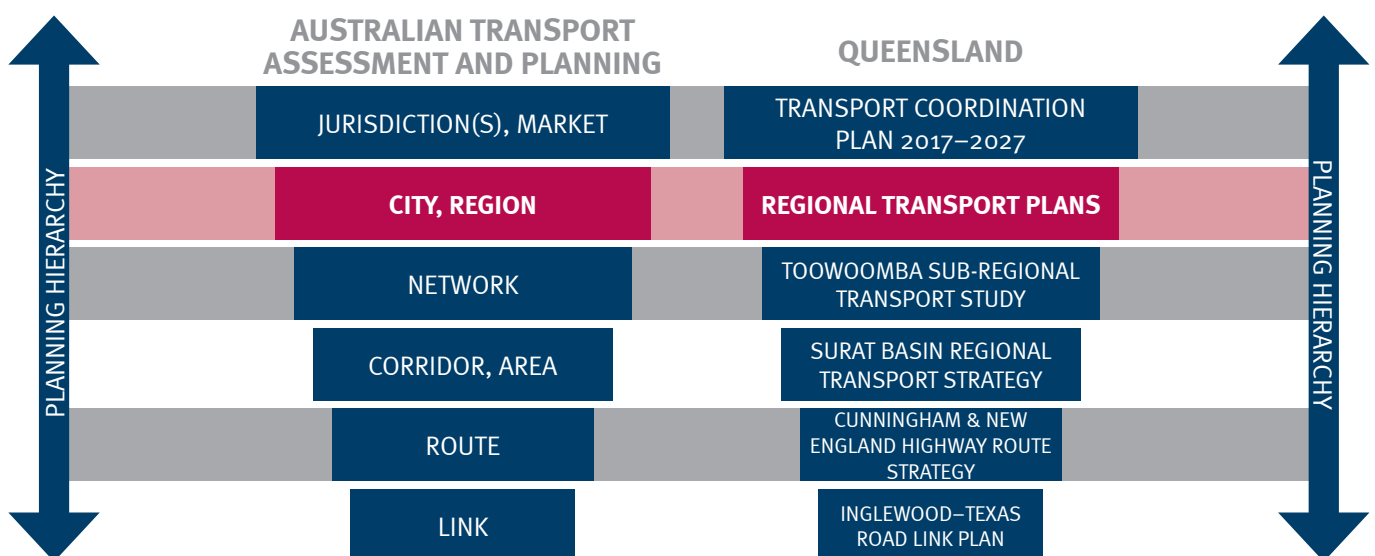 AUSTRALIAN TRANSPORT
ASSESSMENT AND PLANNING
QUEENSLAND
PLANNING HIERARCHY
JURISDICTION(S), MARKET
TRANSPORT COORDINATION
PLAN 2017–2027
CITY, REGION
REGIONAL TRANSPORT PLANS
NETWORK
TOOWOOMBA SUB-REGIONAL
TRANSPORT STUDY
CORRIDOR, AREA
SURAT BASIN REGIONAL
TRANSPORT STRATEGY
ROUTE
CUNNINGHAM & NEW
ENGLAND HIGHWAY ROUTE
STRATEGY
LINK
INGLEWOOD–TEXAS
ROAD LINK PLAN
PLANNING HIERARCHY